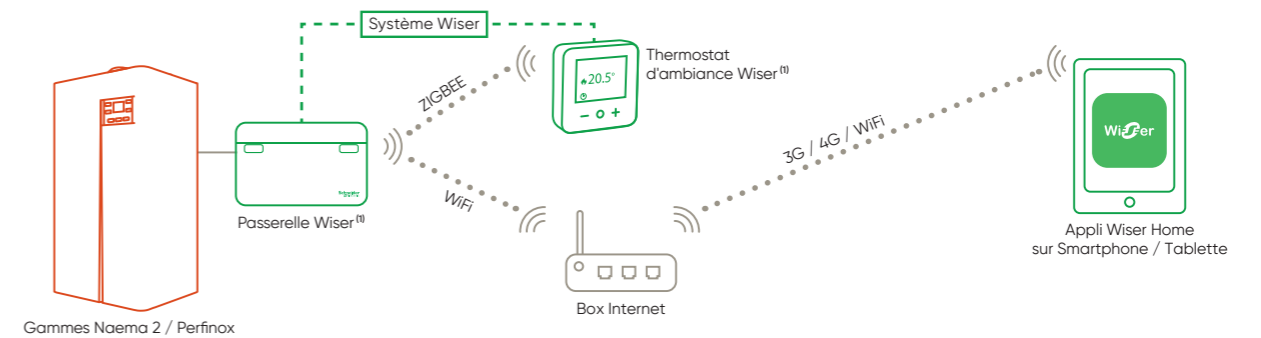 Système Wiser
Thermostat
d'ambiance Wiser (1)
20.5°
ZIGBEE
3G / 4G / WiFi
Wiser
WiFi
Schneider
Passerelle Wiser (1)
Appli Wiser Home
sur Smartphone / Tablette
Box Internet
Gammes Naema 2 / Perfinox